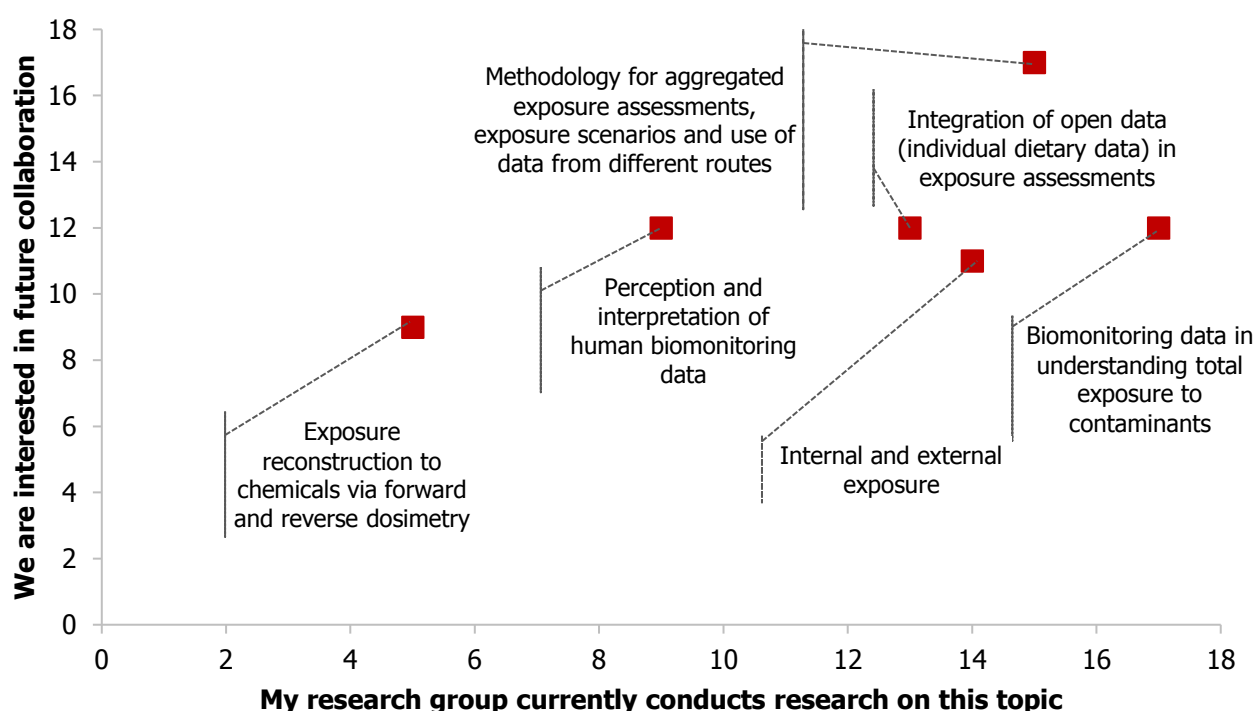 We are interested in future collaboration
18
16
14
12
10
8
6
4
2
0
Methodology for aggregated
exposure assessments,
exposure scenarios and use of
data from different routes
Integration of open data
(individual dietary data) in
exposure assessments
Perception and
interpretation of
human biomonitoring
data
Biomonitoring data in
understanding total
exposure to
contaminants
Exposure
reconstruction to
chemicals via forward
and reverse dosimetry
Internal and external
exposure
0 2 4 6 8 10 12 14 16 18
My research group currently conducts research on this topic